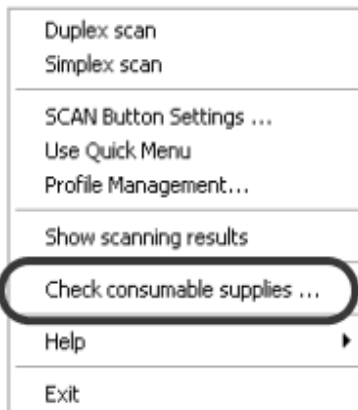 Duplex scan
Simplex scan
SCAN Button Settings ...
Use Quick Menu
Profile Management...
Show scanning results
Check consumable supplies ...
Help
Exit